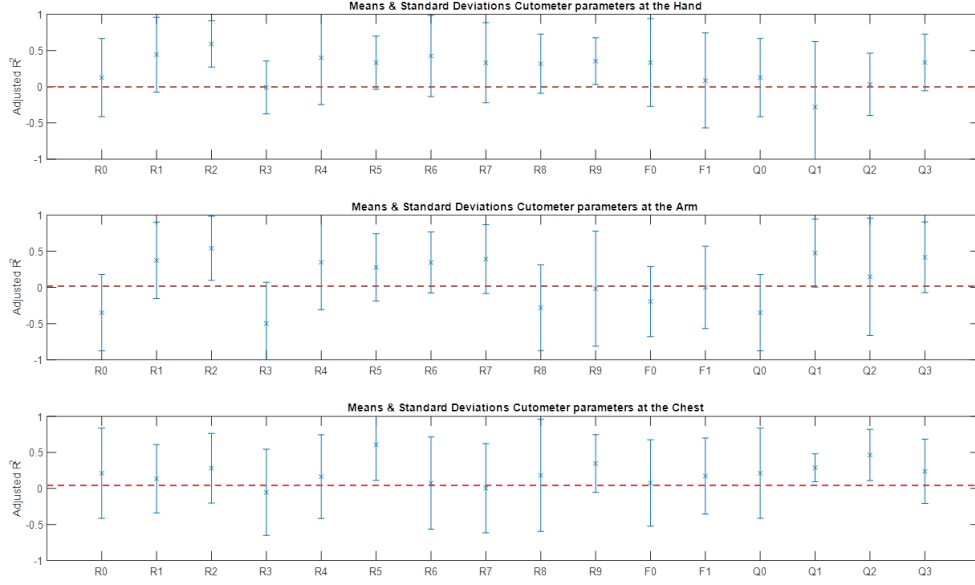 Means & Standard Deviations Cutometer parameters at the Hand
Adjusted R²
1
0.5
0
-0.5
-1
R0 R1 R2 R3 R4 R5 R6 R7 R8 R9 F0 F1 Q0 Q1 Q2 Q3
Means & Standard Deviations Cutometer parameters at the Arm
Adjusted R²
1
0.5
0
-0.5
-1
R0 R1 R2 R3 R4 R5 R6 R7 R8 R9 F0 F1 Q0 Q1 Q2 Q3
Means & Standard Deviations Cutometer parameters at the Chest
Adjusted R²
1
0.5
0
-0.5
-1
R0 R1 R2 R3 R4 R5 R6 R7 R8 R9 F0 F1 Q0 Q1 Q2 Q3